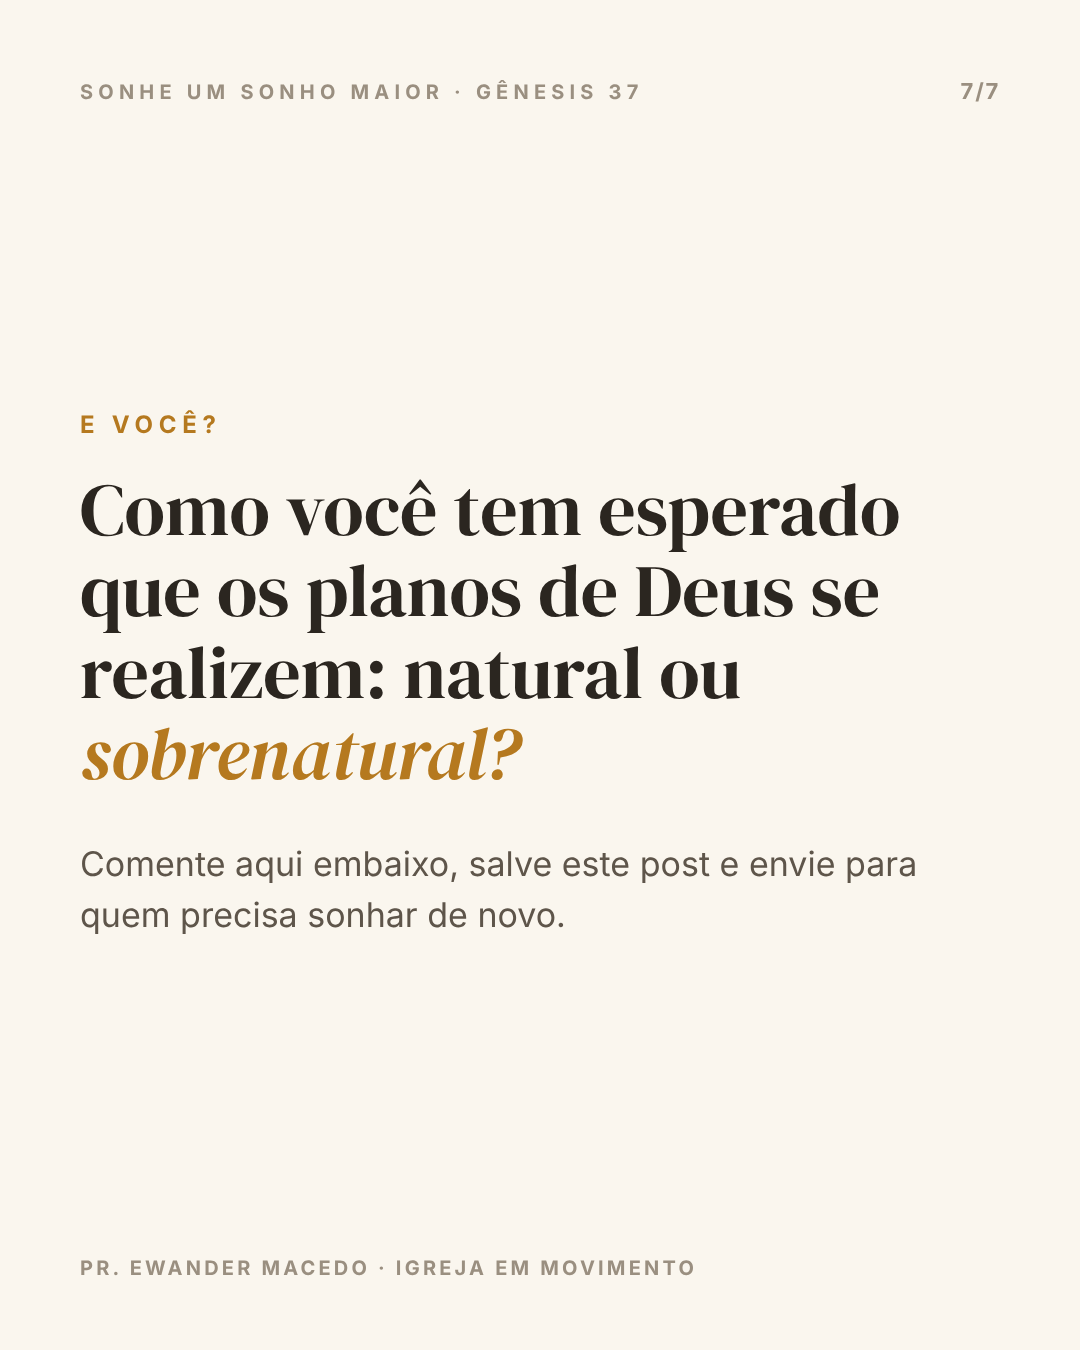 SONHE UM SONHO MAIOR · GÊNESIS 37
7/7
E VOCÊ?
Como você tem esperado
que os planos de Deus se
realizem: natural ou
sobrenatural?
Comente aqui embaixo, salve este post e envie para
quem precisa sonhar de novo.
PR. EWANDER MACEDO · IGREJA EM MOVIMENTO